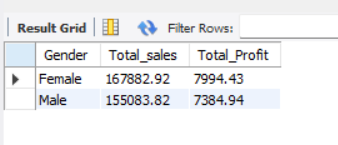 Result Grid Filter Rows:
Gender Total_sales Total_Profit
Female 167882.92 7994.43
Male 155083.82 7384.94